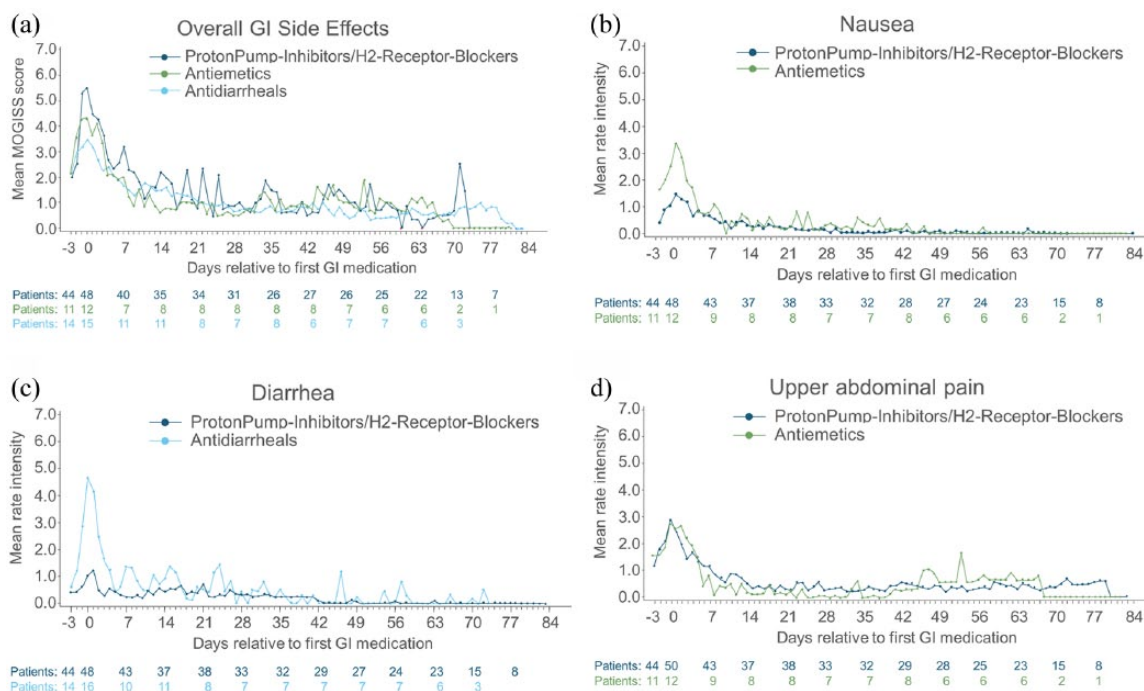 (a)
Overall GI Side Effects
ProtonPump-Inhibitors/H2-Receptor-Blockers
Antiemetics
Antidiarrheals
Mean MOGISS score
7.0
6.0
5.0
4.0
3.0
2.0
1.0
0.0
-3 0 7 14 21 28 35 42 49 56 63 70 77 84
Days relative to first GI medication
Patients: 44 48 40 35 34 31 26 27 26 25 22 13 7
Patients: 11 12 7 8 8 8 8 8 7 6 6 2 1
Patients: 14 15 11 11 8 7 8 6 7 7 6 3
(b)
Nausea
ProtonPump-Inhibitors/H2-Receptor-Blockers
Antiemetics
Mean rate intensity
7.0
6.0
5.0
4.0
3.0
2.0
1.0
0.0
-3 0 7 14 21 28 35 42 49 56 63 70 77 84
Days relative to first GI medication
Patients: 44 48 43 37 38 33 32 28 27 24 23 15 8
Patients: 11 12 9 8 8 7 7 8 6 6 6 2 1
(c)
Diarrhea
ProtonPump-Inhibitors/H2-Receptor-Blockers
Antidiarrheals
Mean rate intensity
7.0
6.0
5.0
4.0
3.0
2.0
1.0
0.0
-3 0 7 14 21 28 35 42 49 56 63 70 77 84
Days relative to first GI medication
Patients: 44 48 43 37 38 33 32 29 27 24 23 15 8
Patients: 14 16 10 11 8 7 7 7 7 7 6 3
d)
Upper abdominal pain
ProtonPump-Inhibitors/H2-Receptor-Blockers
Antiemetics
Mean rate intensity
7.0
6.0
5.0
4.0
3.0
2.0
1.0
0.0
-3 0 7 14 21 28 35 42 49 56 63 70 77 84
Days relative to first GI medication
Patients: 44 50 43 37 38 33 32 29 28 25 23 15 8
Patients: 11 12 9 8 8 7 7 8 6 6 6 2 1